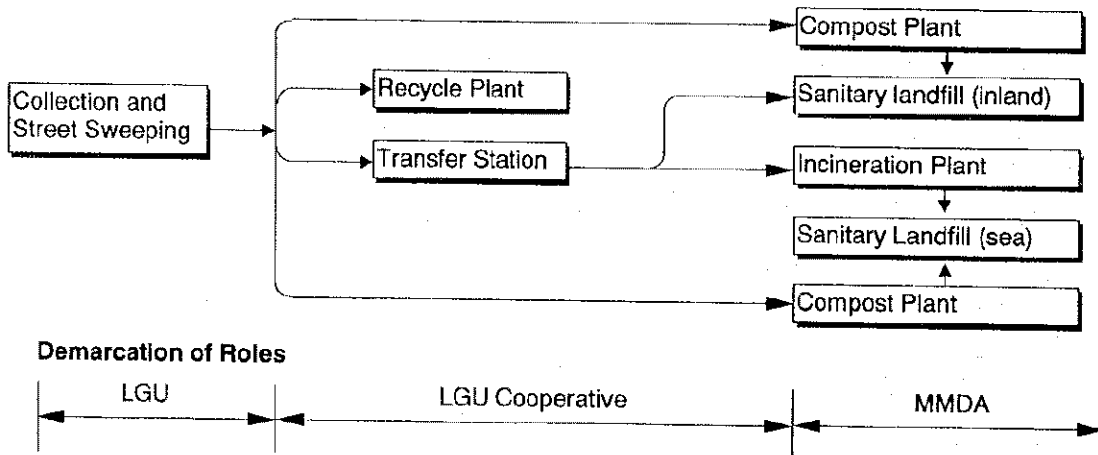 Compost Plant
Collection and
Street Sweeping
Recycle Plant
Sanitary landfill (inland)
Transfer Station
Incineration Plant
Sanitary Landfill (sea)
Compost Plant
Demarcation of Roles
LGU
LGU Cooperative
MMDA